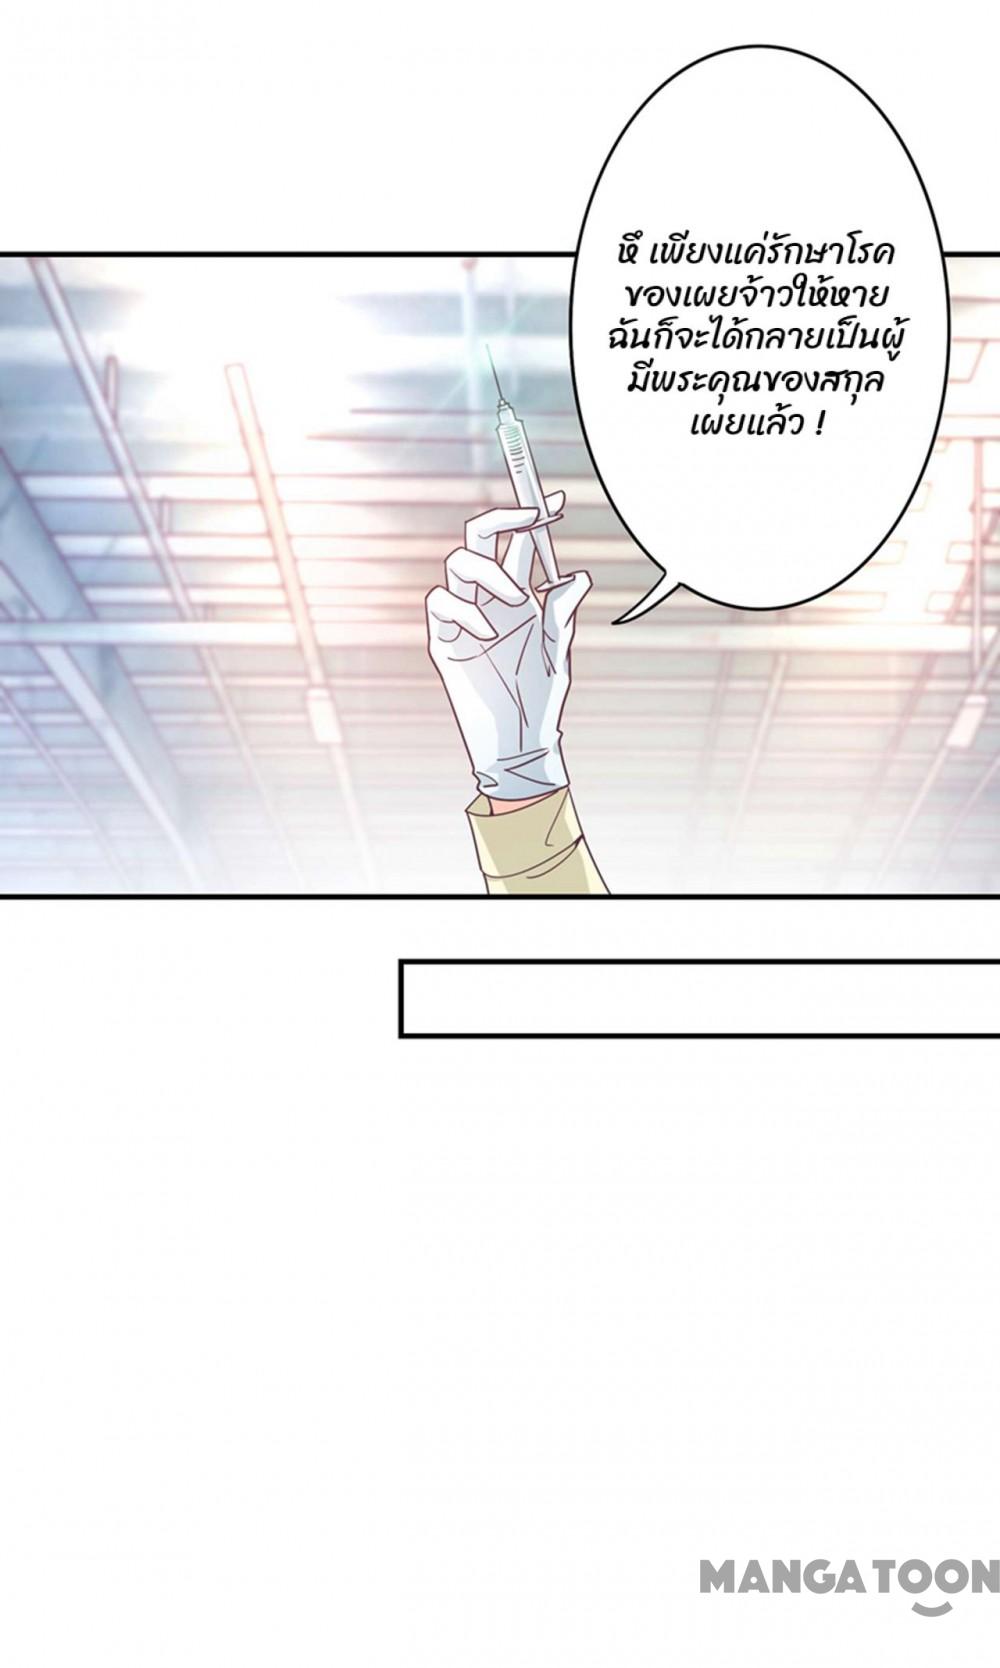 หึ เพียงแค่รักษาโรค
ของเผยจ้าวให้หาย
ฉันก็จะได้กลายเป็นผู้
มีพระคุณของสกุล
เผยแล้ว !
MANGATOON